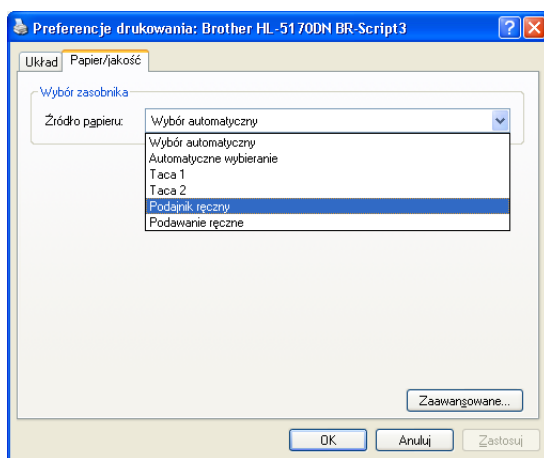 Preferencje drukowania: Brother HL-5170DN BR-Script3
Układ Papier/jakość
Wybór zasobnika
Źródło papieru: Wybór automatyczny
Wybór automatyczny
Automatyczne wybieranie
Taca 1
Taca 2
Podajnik ręczny
Podawanie ręczne
Zaawansowane...
OK Anuluj Zastosuj